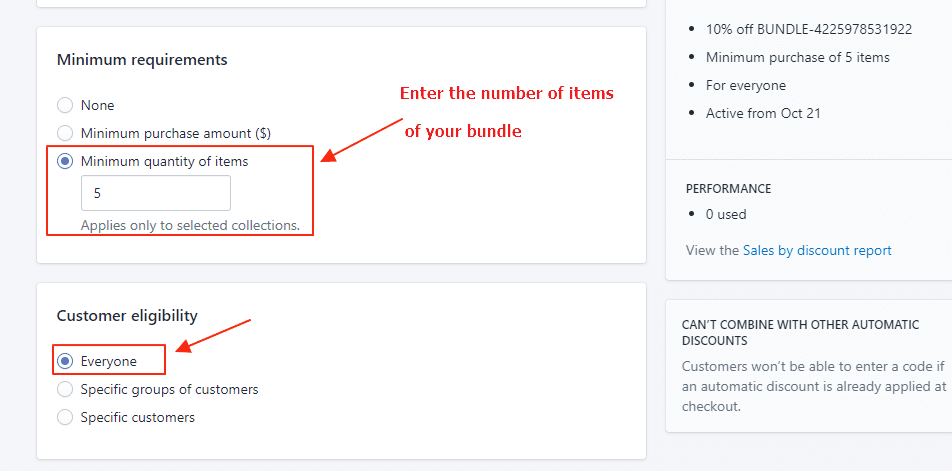 Minimum requirements
None
Minimum purchase amount ($)
Minimum quantity of items
5
Applies only to selected collections.
Enter the number of items
of your bundle
Customer eligibility
Everyone
Specific groups of customers
Specific customers
10% off BUNDLE-4225978531922
Minimum purchase of 5 items
For everyone
Active from Oct 21
PERFORMANCE
0 used
View the Sales by discount report
CAN'T COMBINE WITH OTHER AUTOMATIC
DISCOUNTS
Customers won't be able to enter a code if
an automatic discount is already applied at
checkout.